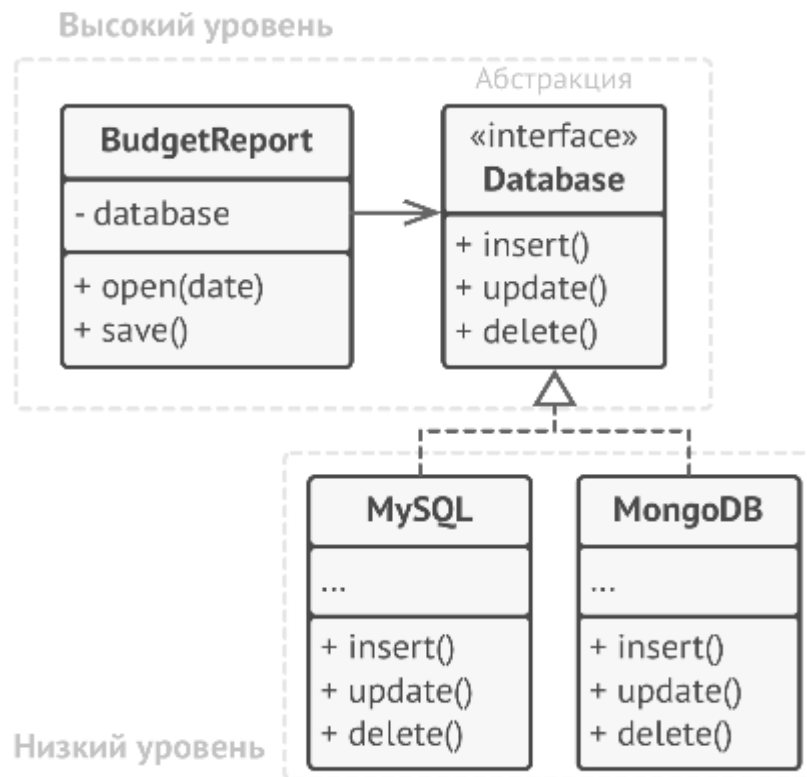 Высокий уровень
Абстракция
BudgetReport
- database
+ open(date)
+ save()
«interface»
Database
+ insert()
+ update()
+ delete()
MySQL
...
+ insert()
+ update()
+ delete()
MongoDB
...
+ insert()
+ update()
+ delete()
Низкий уровень